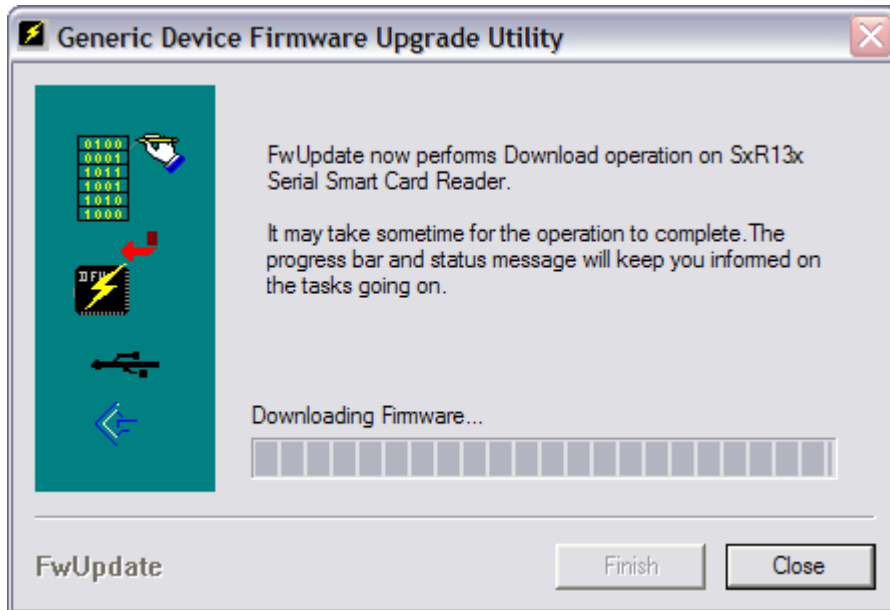 Generic Device Firmware Upgrade Utility
0100
0001
1011
1001
1010
1000
FwUpdate now performs Download operation on SxR13x
Serial Smart Card Reader.
It may take sometime for the operation to complete.The
progress bar and status message will keep you informed on
the tasks going on.
Downloading Firmware...
FwUpdate
Finish
Close